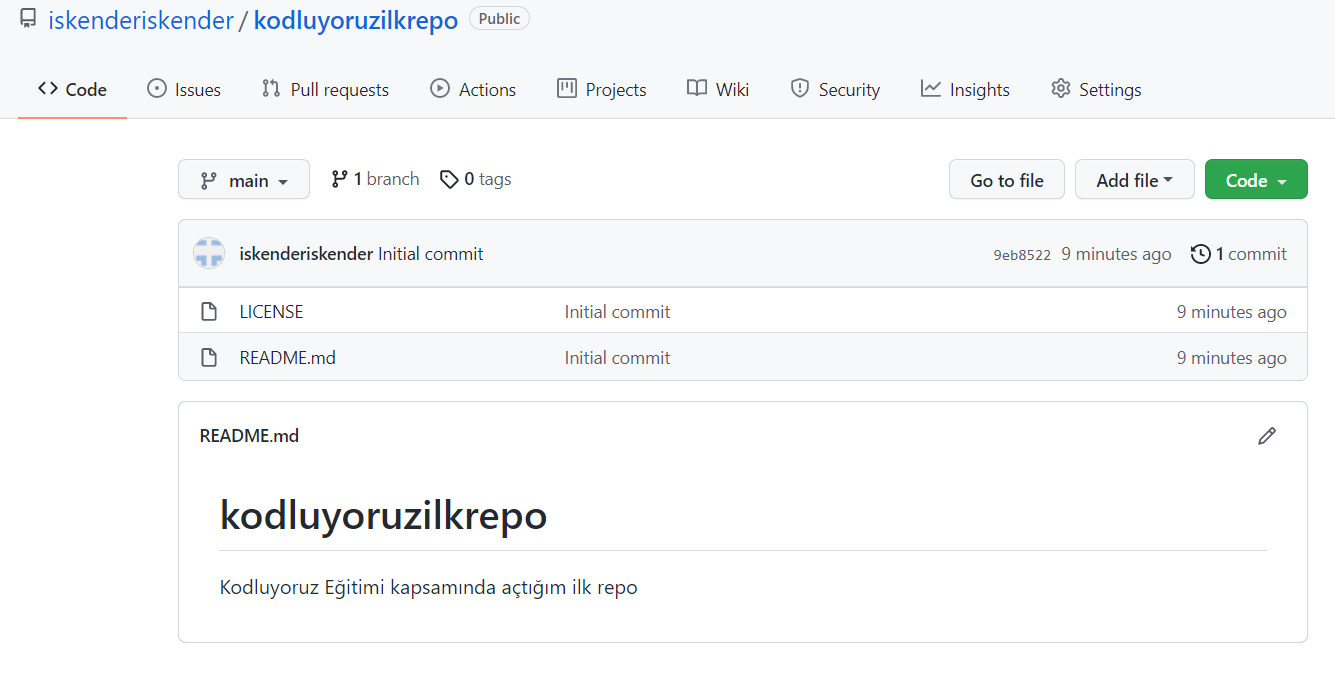 iskenderiskender / kodluyoruzilkrepo Public
Code Issues Pull requests Actions Projects Wiki Security Insights Settings
main 1 branch 0 tags Go to file Add file Code
iskenderiskender Initial commit 9eb8522 9 minutes ago 1 commit
LICENSE Initial commit 9 minutes ago
README.md Initial commit 9 minutes ago
README.md
kodluyoruzilkrepo
Kodluyoruz Eğitimi kapsamında açtığım ilk repo